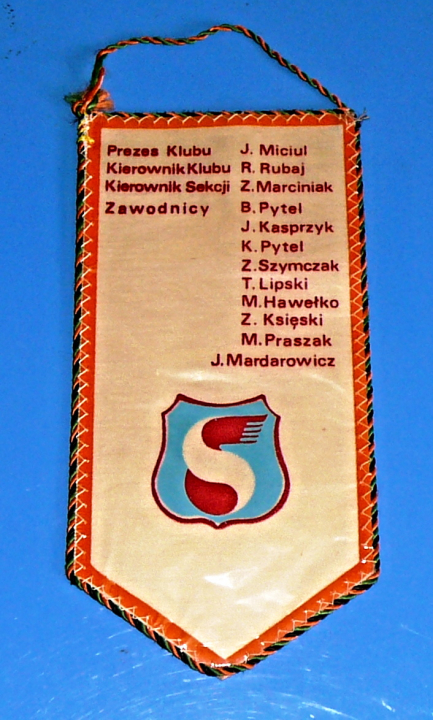 Prezes Klubu J. Miciul
Kierownik Klubu R. Rubaj
Kierownik Sekcji Z. Marciniak
Zawodnicy B. Pytel
J. Kasprzyk
K. Pytel
Z. Szymczak
T. Lipski
M. Hawełko
Z. Księski
M. Praszak
J. Mardarowicz
S